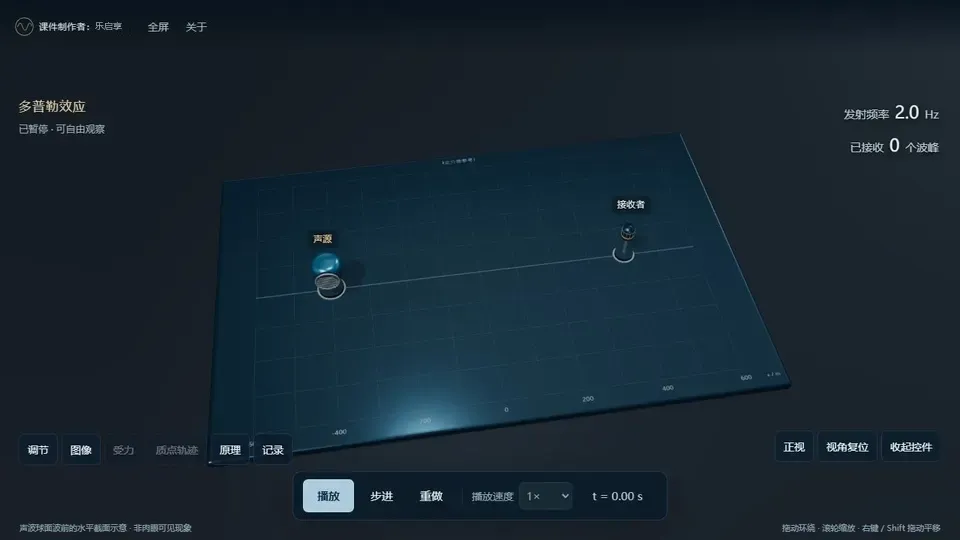 课件制作者：乐启享
全屏
关于
多普勒效应
已暂停 · 可自由观察
发射频率 2.0 Hz
已接收 0 个波峰
声源
接收者
-400
0
200
400
600
调节
图像
受力
质点轨迹
原理
记录
正视
视角复位
收起控件
播放
步进
重做
播放速度
1×
t = 0.00 s
声波球面波前的水平截面示意 · 非肉眼可见现象
拖动环绕 · 滚轮缩放 · 右键 / Shift 拖动平移